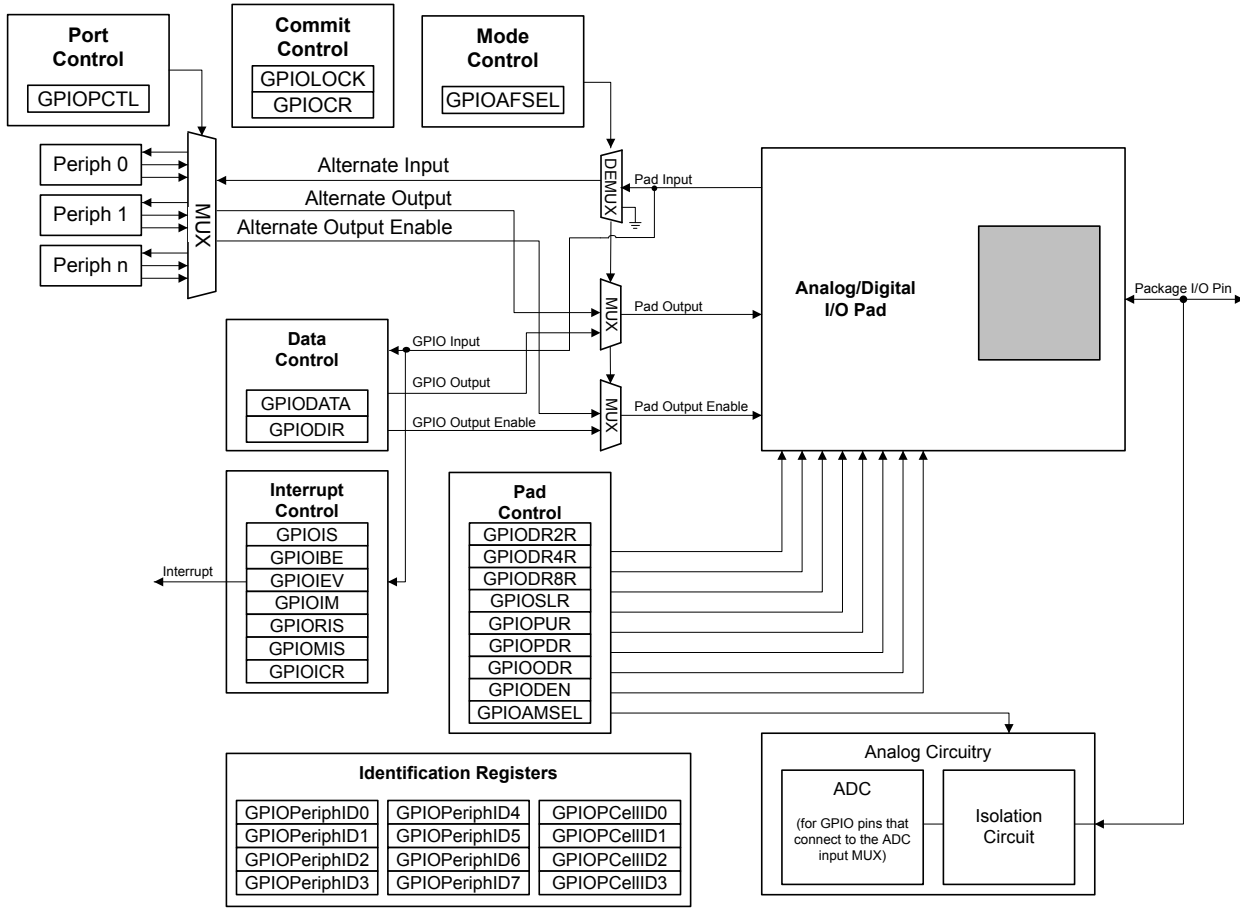 Port
Control
GPIOPCTL
Commit
Control
GPIOLOCK
GPIOCR
Mode
Control
GPIOAFSEL
Periph 0
Periph 1
Periph n
MUX
Alternate Input
Alternate Output
Alternate Output Enable
DEMUX
Pad Input
MUX
Pad Output
MUX
Pad Output Enable
Analog/Digital
I/O Pad
Package I/O Pin
Data
Control
GPIODATA
GPIODIR
GPIO Input
GPIO Output
GPIO Output Enable
Interrupt
Control
GPIOIS
GPIOIBE
GPIOIEV
GPIOIM
GPIORIS
GPIOMIS
GPIOICR
Interrupt
Pad
Control
GPIODR2R
GPIODR4R
GPIODR8R
GPIOSLR
GPIOPUR
GPIOPDR
GPIOODR
GPIODEN
GPIOAMSEL
Analog Circuitry
ADC
(for GPIO pins that
connect to the ADC
input MUX)
Isolation
Circuit
Identification Registers
GPIOPeriphID0
GPIOPeriphID1
GPIOPeriphID2
GPIOPeriphID3
GPIOPeriphID4
GPIOPeriphID5
GPIOPeriphID6
GPIOPeriphID7
GPIOPCellID0
GPIOPCellID1
GPIOPCellID2
GPIOPCellID3